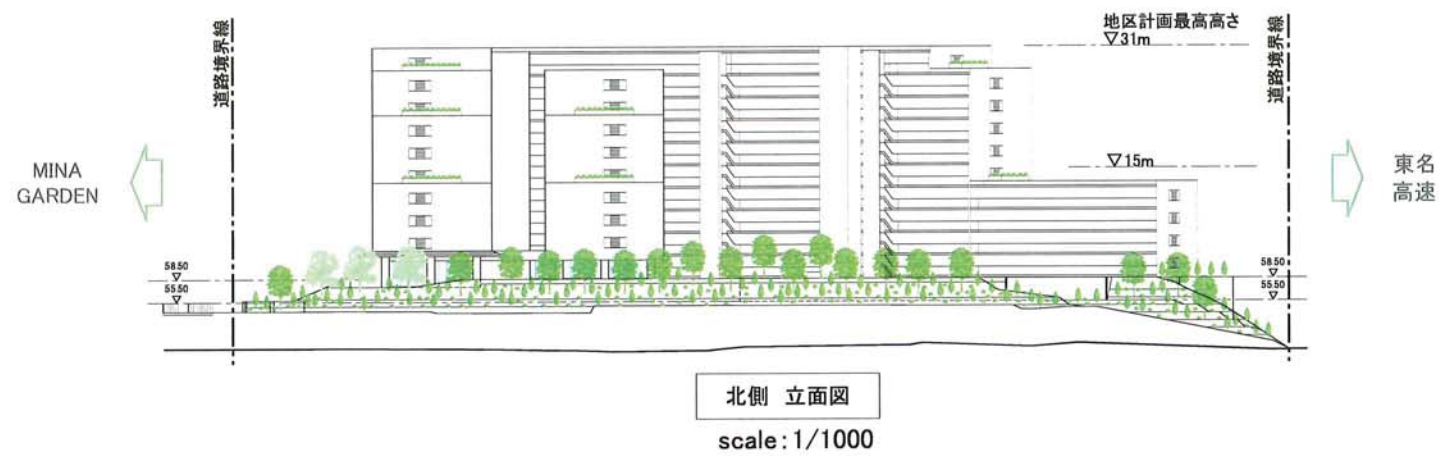 道路境界線
地区計画最高高さ
▽31m
道路境界線
MINA
GARDEN
▽15m
東名
高速
58.50
▽
55.50
▽
58.50
▽
55.50
▽
北側 立面図
scale:1/1000